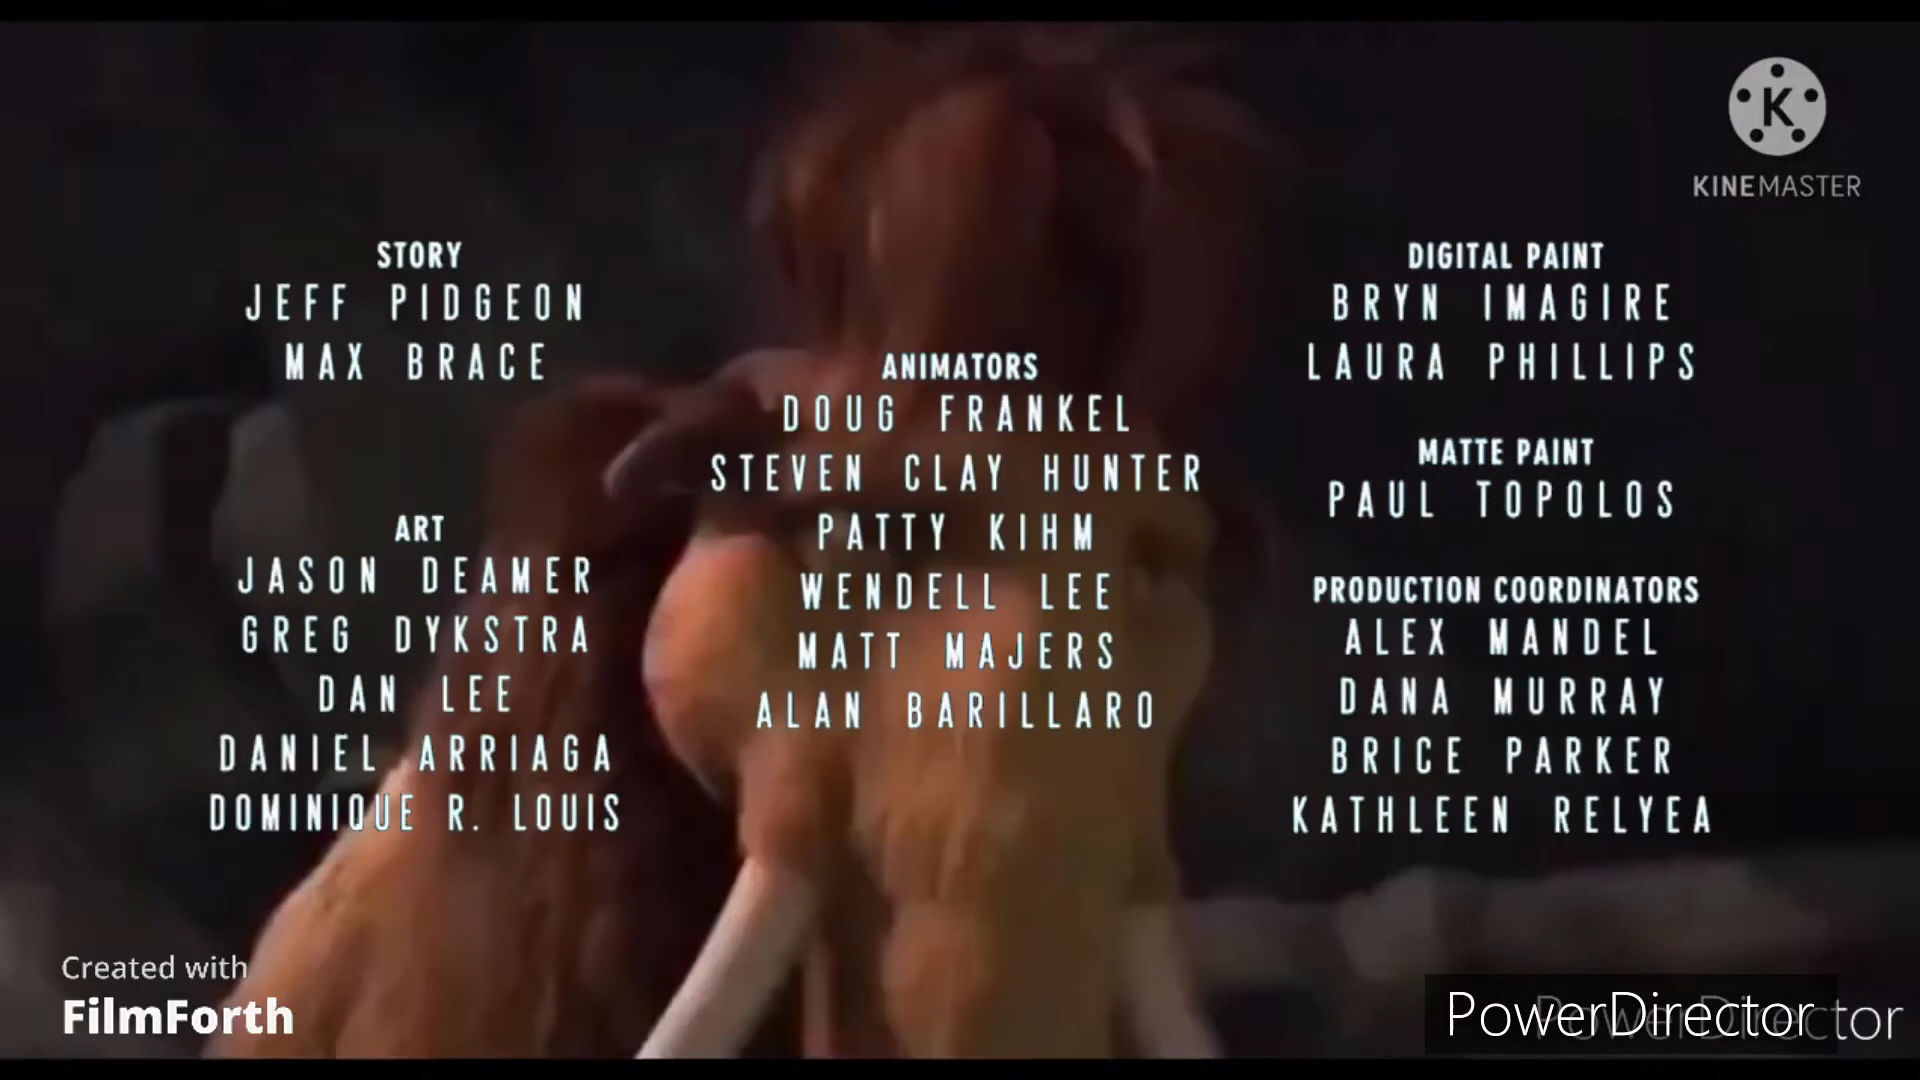 KINEMASTER
STORY
JEFF PIDGEON
MAX BRACE
ART
JASON DEAMER
GREG DYKSTRA
DAN LEE
DANIEL ARRIAGA
DOMINIQUE R. LOUIS
ANIMATORS
DOUG FRANKEL
STEVEN CLAY HUNTER
PATTY KIHM
WENDELL LEE
MATT MAJERS
ALAN BARILLARO
DIGITAL PAINT
BRYN IMAGIRE
LAURA PHILLIPS
MATTE PAINT
PAUL TOPOLOS
PRODUCTION COORDINATORS
ALEX MANDEL
DANA MURRAY
BRICE PARKER
KATHLEEN RELYEA
Created with
FilmForth
PowerDirector
PowerDirector